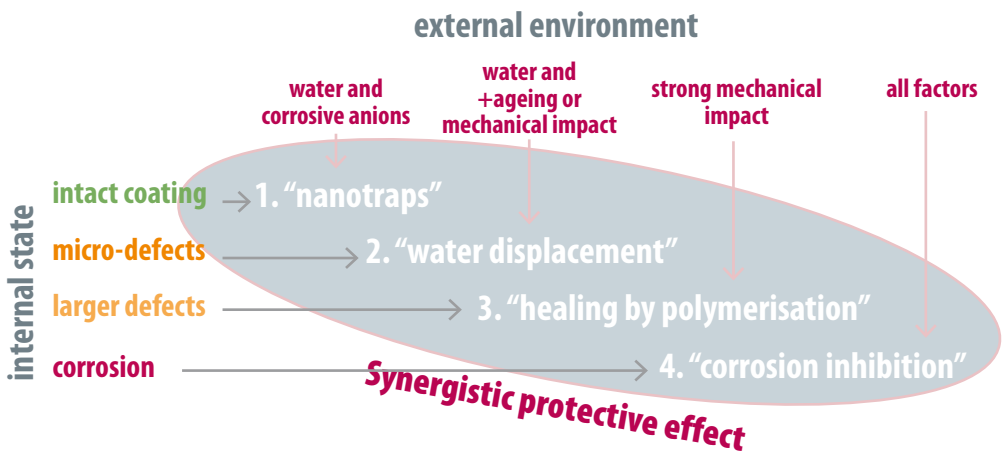 external environment
water and
corrosive anions
water and
+ageing or
mechanical impact
strong mechanical
impact
all factors
internal state
intact coating
1. “nanotraps”
micro-defects
2. “water displacement”
larger defects
3. “healing by polymerisation”
corrosion
4. “corrosion inhibition”
Synergistic protective effect